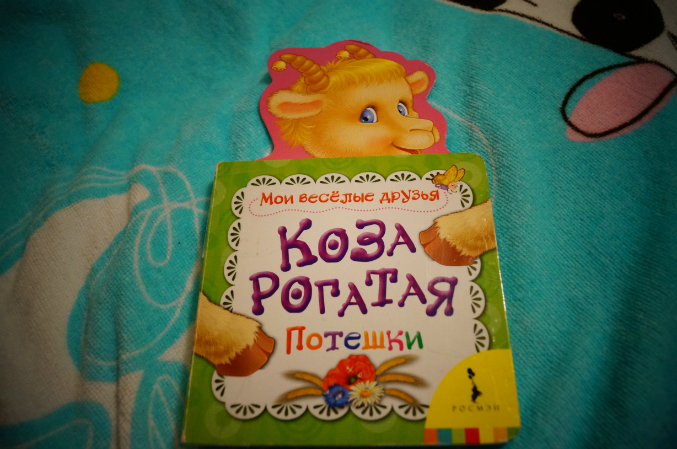 Мои весёлые друзья
Коза
рогатая
Потешки
РОСМЭН